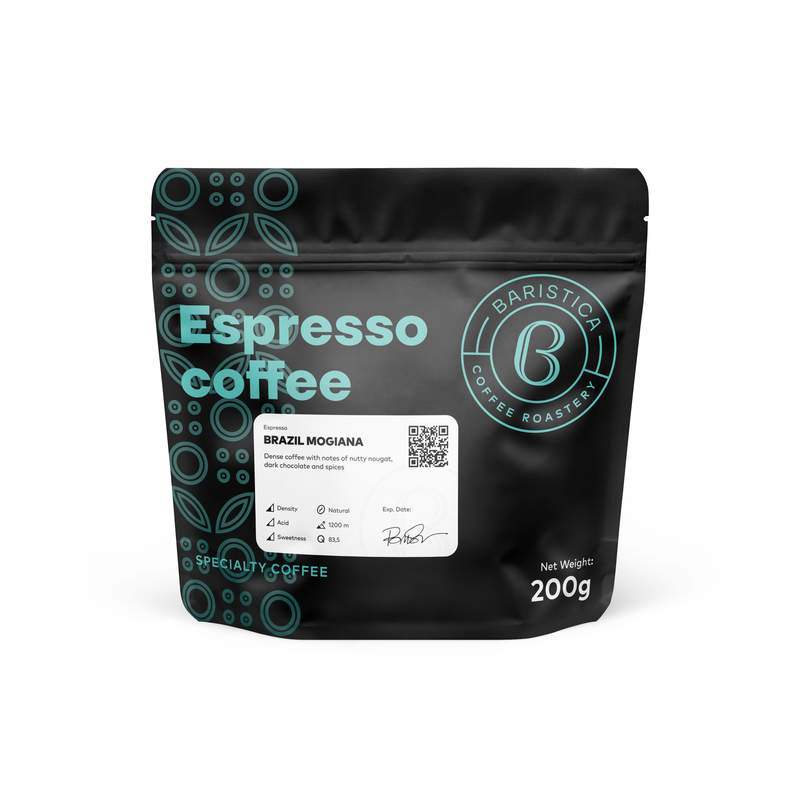 BARISTICA
B
COFFEE ROASTERY
Espresso
coffee
Espresso
BRAZIL MOGIANA
Dense coffee with notes of nutty nougat,
dark chocolate and spices
Density
Natural
Exp. Date:
Acid
1200 m
Sweetness
83,5
SPECIALTY COFFEE
Net Weight:
200g